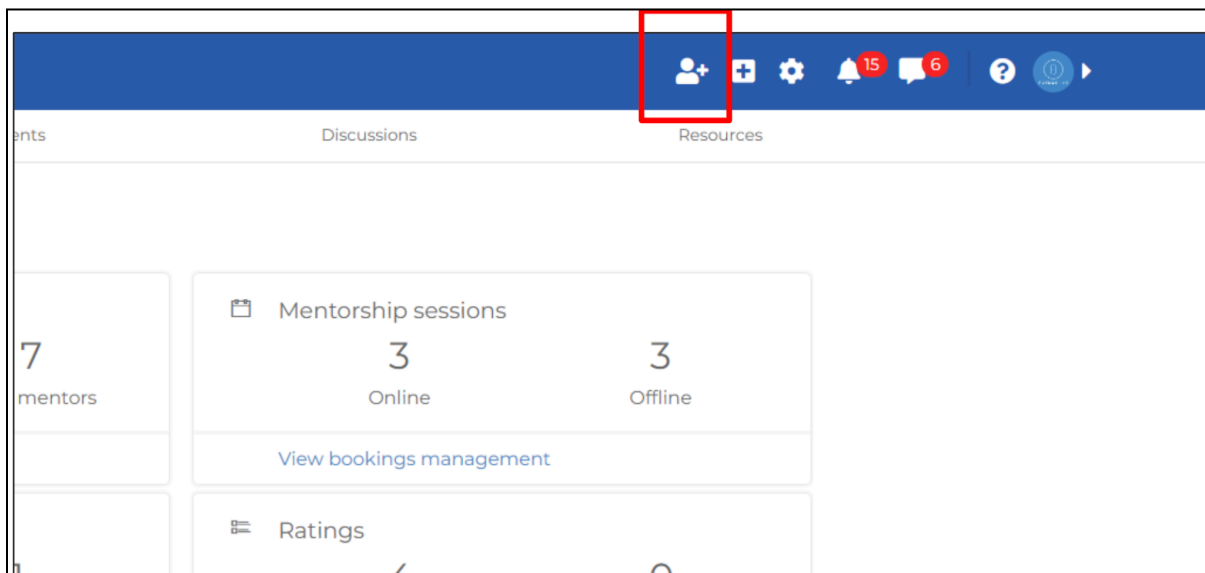 15
6
ents
Discussions
Resources
7
mentors
Mentorship sessions
3
3
Online
Offline
View bookings management
Ratings